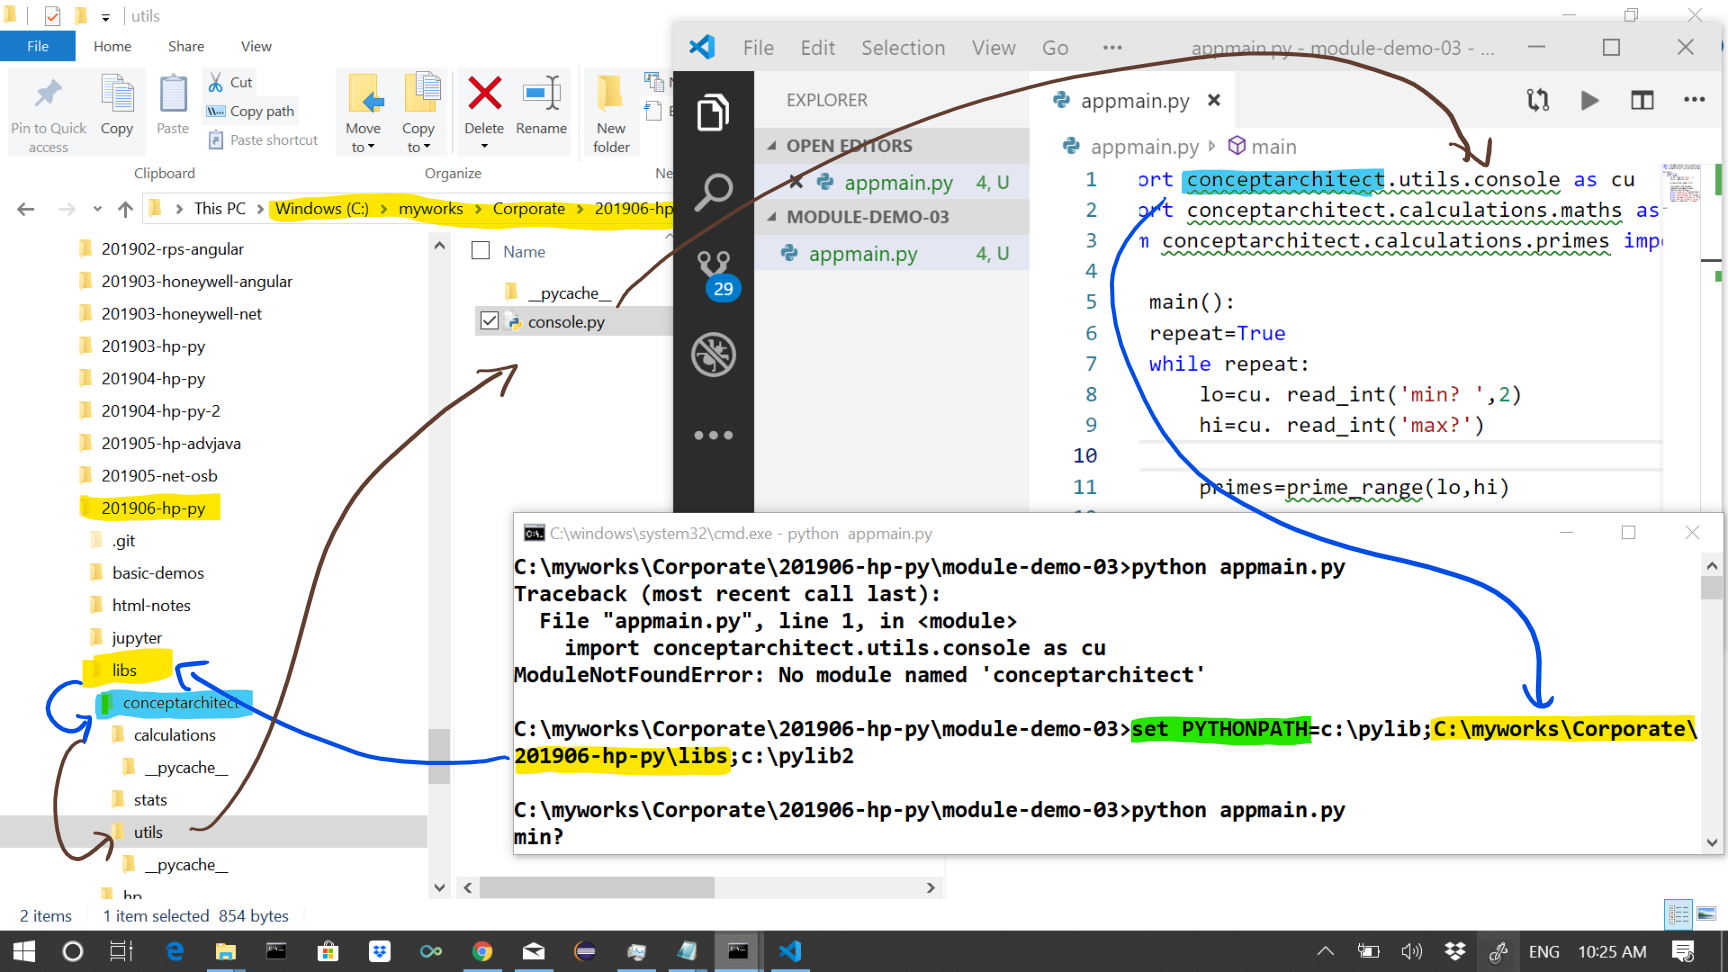 utils
File Home Share View
Pin to Quick access
Copy
Paste
Cut
Copy path
Paste shortcut
Move to
Copy to
Delete
Rename
New folder
Clipboard
Organize
Ne
This PC Windows (C:) myworks Corporate 201906-hp
201902-rps-angular
201903-honeywell-angular
201903-honeywell-net
201903-hp-py
201904-hp-py
201904-hp-py-2
201905-hp-advjava
201905-net-osb
201906-hp-py
.git
basic-demos
html-notes
jupyter
libs
conceptarchitect
calculations
__pycache__
stats
utils
__pycache__
hp
Name
__pycache__
console.py
2 items 1 item selected 854 bytes
File Edit Selection View Go ··· appmain.py - module-demo-03 - ...
EXPLORER
OPEN EDITORS
appmain.py 4, U
MODULE-DEMO-03
appmain.py 4, U
29
appmain.py
appmain.py main
1 ort conceptarchitect.utils.console as cu
2 ort conceptarchitect.calculations.maths as
3 m conceptarchitect.calculations.primes imp
4
5 main():
6 repeat=True
7 while repeat:
8 lo=cu. read_int('min? ',2)
9 hi=cu. read_int('max?')
10
11 primes=prime_range(lo,hi)
C:\windows\system32\cmd.exe - python appmain.py
C:\myworks\Corporate\201906-hp-py\module-demo-03>python appmain.py
Traceback (most recent call last):
File "appmain.py", line 1, in <module>
import conceptarchitect.utils.console as cu
ModuleNotFoundError: No module named 'conceptarchitect'
C:\myworks\Corporate\201906-hp-py\module-demo-03>set PYTHONPATH=c:\pylib;C:\myworks\Corporate\
201906-hp-py\libs;c:\pylib2
C:\myworks\Corporate\201906-hp-py\module-demo-03>python appmain.py
min?
ENG 10:25 AM